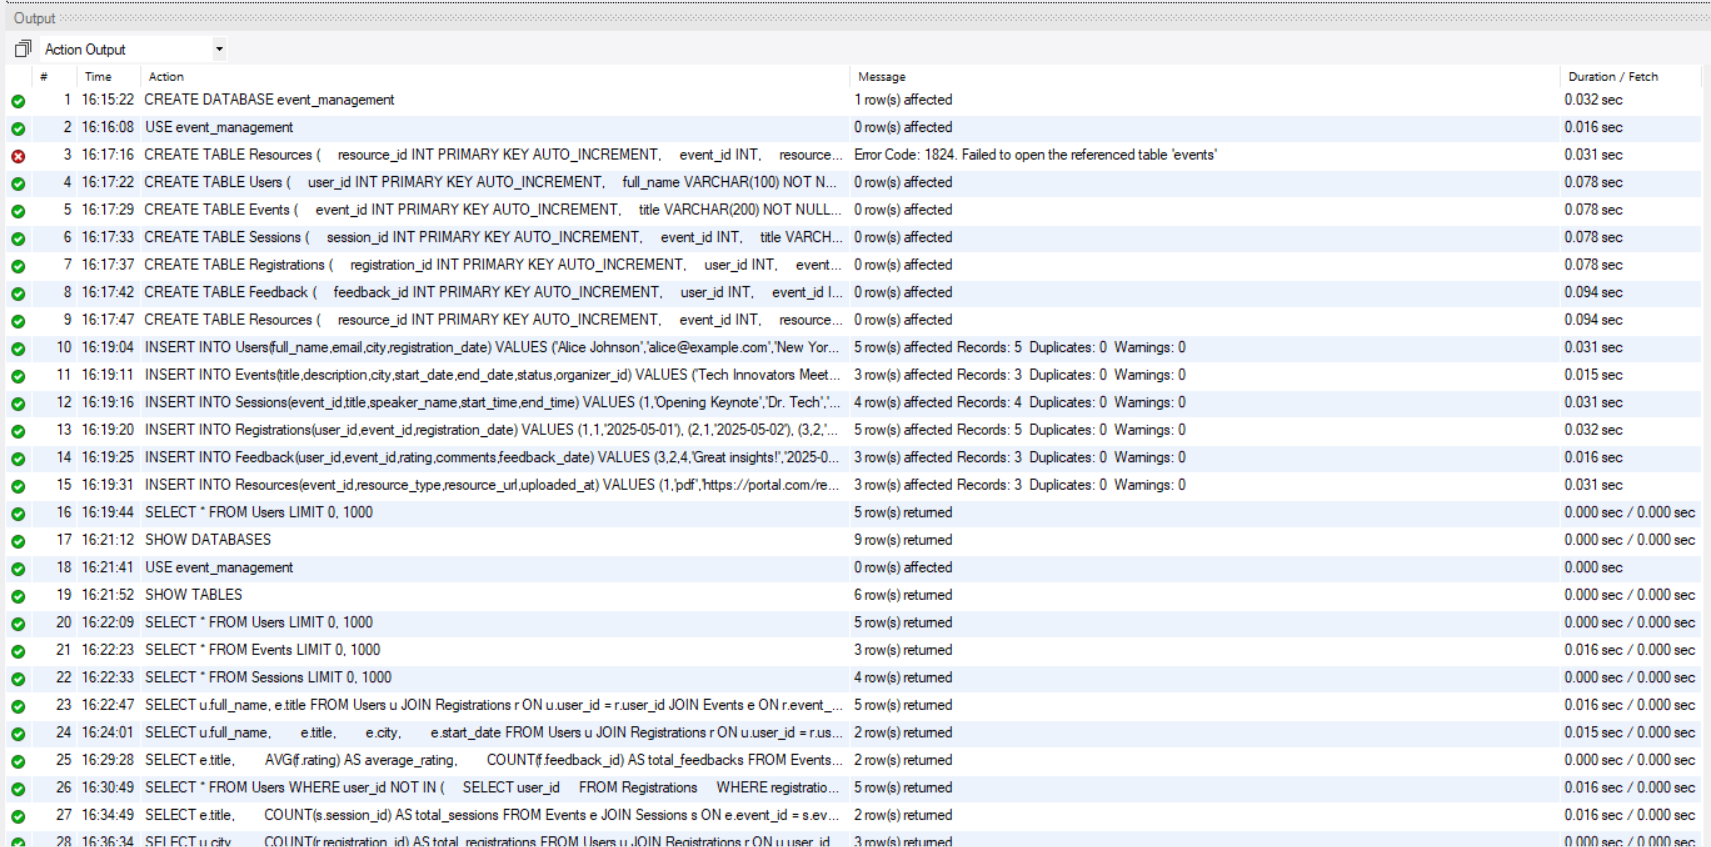 Output
Action Output
# Time Action Message Duration / Fetch
1 16:15:22 CREATE DATABASE event_management 1 row(s) affected 0.032 sec
2 16:16:08 USE event_management 0 row(s) affected 0.016 sec
3 16:17:16 CREATE TABLE Resources ( resource_id INT PRIMARY KEY AUTO_INCREMENT, event_id INT, resource... Error Code: 1824. Failed to open the referenced table 'events' 0.031 sec
4 16:17:22 CREATE TABLE Users ( user_id INT PRIMARY KEY AUTO_INCREMENT, full_name VARCHAR(100) NOT N... 0 row(s) affected 0.078 sec
5 16:17:29 CREATE TABLE Events ( event_id INT PRIMARY KEY AUTO_INCREMENT, title VARCHAR(200) NOT NULL... 0 row(s) affected 0.078 sec
6 16:17:33 CREATE TABLE Sessions ( session_id INT PRIMARY KEY AUTO_INCREMENT, event_id INT, title VARCH... 0 row(s) affected 0.078 sec
7 16:17:37 CREATE TABLE Registrations ( registration_id INT PRIMARY KEY AUTO_INCREMENT, user_id INT, event... 0 row(s) affected 0.078 sec
8 16:17:42 CREATE TABLE Feedback ( feedback_id INT PRIMARY KEY AUTO_INCREMENT, user_id INT, event_id I... 0 row(s) affected 0.094 sec
9 16:17:47 CREATE TABLE Resources ( resource_id INT PRIMARY KEY AUTO_INCREMENT, event_id INT, resource... 0 row(s) affected 0.094 sec
10 16:19:04 INSERT INTO Users(full_name,email,city,registration_date) VALUES ('Alice Johnson','alice@example.com','New Yor... 5 row(s) affected Records: 5 Duplicates: 0 Warnings: 0 0.031 sec
11 16:19:11 INSERT INTO Events(title,description,city,start_date,end_date,status,organizer_id) VALUES ('Tech Innovators Meet... 3 row(s) affected Records: 3 Duplicates: 0 Warnings: 0 0.015 sec
12 16:19:16 INSERT INTO Sessions(event_id,title,speaker_name,start_time,end_time) VALUES (1,'Opening Keynote','Dr. Tech','... 4 row(s) affected Records: 4 Duplicates: 0 Warnings: 0 0.031 sec
13 16:19:20 INSERT INTO Registrations(user_id,event_id,registration_date) VALUES (1,1,'2025-05-01'), (2,1,'2025-05-02'), (3,2,'... 5 row(s) affected Records: 5 Duplicates: 0 Warnings: 0 0.032 sec
14 16:19:25 INSERT INTO Feedback(user_id,event_id,rating,comments,feedback_date) VALUES (3,2,4,'Great insights!','2025-0... 3 row(s) affected Records: 3 Duplicates: 0 Warnings: 0 0.016 sec
15 16:19:31 INSERT INTO Resources(event_id,resource_type,resource_url,uploaded_at) VALUES (1,'pdf','https://portal.com/re... 3 row(s) affected Records: 3 Duplicates: 0 Warnings: 0 0.031 sec
16 16:19:44 SELECT * FROM Users LIMIT 0, 1000 5 row(s) returned 0.000 sec / 0.000 sec
17 16:21:12 SHOW DATABASES 9 row(s) returned 0.000 sec / 0.000 sec
18 16:21:41 USE event_management 0 row(s) affected 0.000 sec
19 16:21:52 SHOW TABLES 6 row(s) returned 0.000 sec / 0.000 sec
20 16:22:09 SELECT * FROM Users LIMIT 0, 1000 5 row(s) returned 0.000 sec / 0.000 sec
21 16:22:23 SELECT * FROM Events LIMIT 0, 1000 3 row(s) returned 0.016 sec / 0.000 sec
22 16:22:33 SELECT * FROM Sessions LIMIT 0, 1000 4 row(s) returned 0.000 sec / 0.000 sec
23 16:22:47 SELECT u.full_name, e.title FROM Users u JOIN Registrations r ON u.user_id = r.user_id JOIN Events e ON r.event_... 5 row(s) returned 0.016 sec / 0.000 sec
24 16:24:01 SELECT u.full_name, e.title, e.city, e.start_date FROM Users u JOIN Registrations r ON u.user_id = r.us... 2 row(s) returned 0.015 sec / 0.000 sec
25 16:29:28 SELECT e.title, AVG(f.rating) AS average_rating, COUNT(f.feedback_id) AS total_feedbacks FROM Events... 2 row(s) returned 0.000 sec / 0.000 sec
26 16:30:49 SELECT * FROM Users WHERE user_id NOT IN ( SELECT user_id FROM Registrations WHERE registratio... 5 row(s) returned 0.016 sec / 0.000 sec
27 16:34:49 SELECT e.title, COUNT(s.session_id) AS total_sessions FROM Events e JOIN Sessions s ON e.event_id = s.ev... 2 row(s) returned 0.016 sec / 0.000 sec
28 16:36:34 SELECT u.city, COUNT(r.registration_id) AS total_registrations FROM Users u JOIN Registrations r ON u.user_id 3 row(s) returned 0.000 sec / 0.000 sec